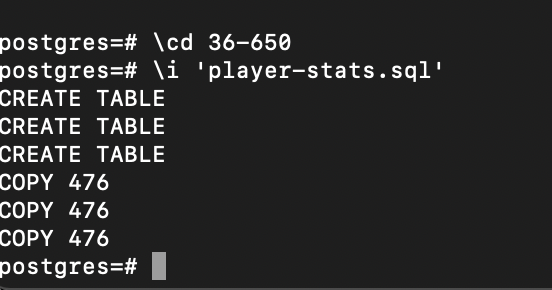 postgres=# \cd 36-650
postgres=# \i 'player-stats.sql'
CREATE TABLE
CREATE TABLE
CREATE TABLE
COPY 476
COPY 476
COPY 476
postgres=#